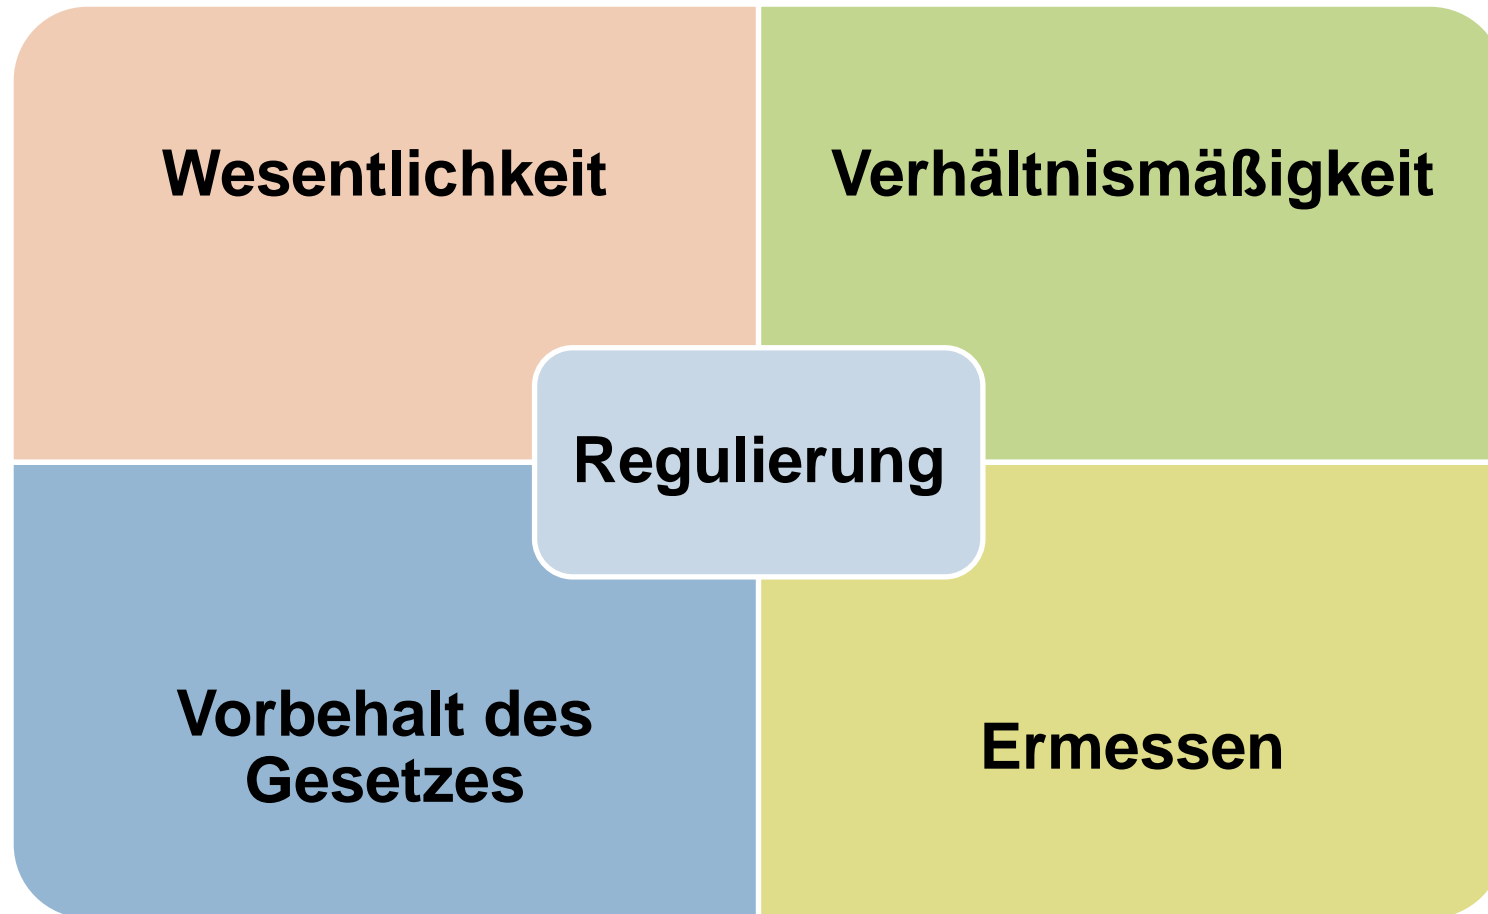 Wesentlichkeit
Verhältnismäßigkeit
Regulierung
Vorbehalt des
Gesetzes
Ermessen